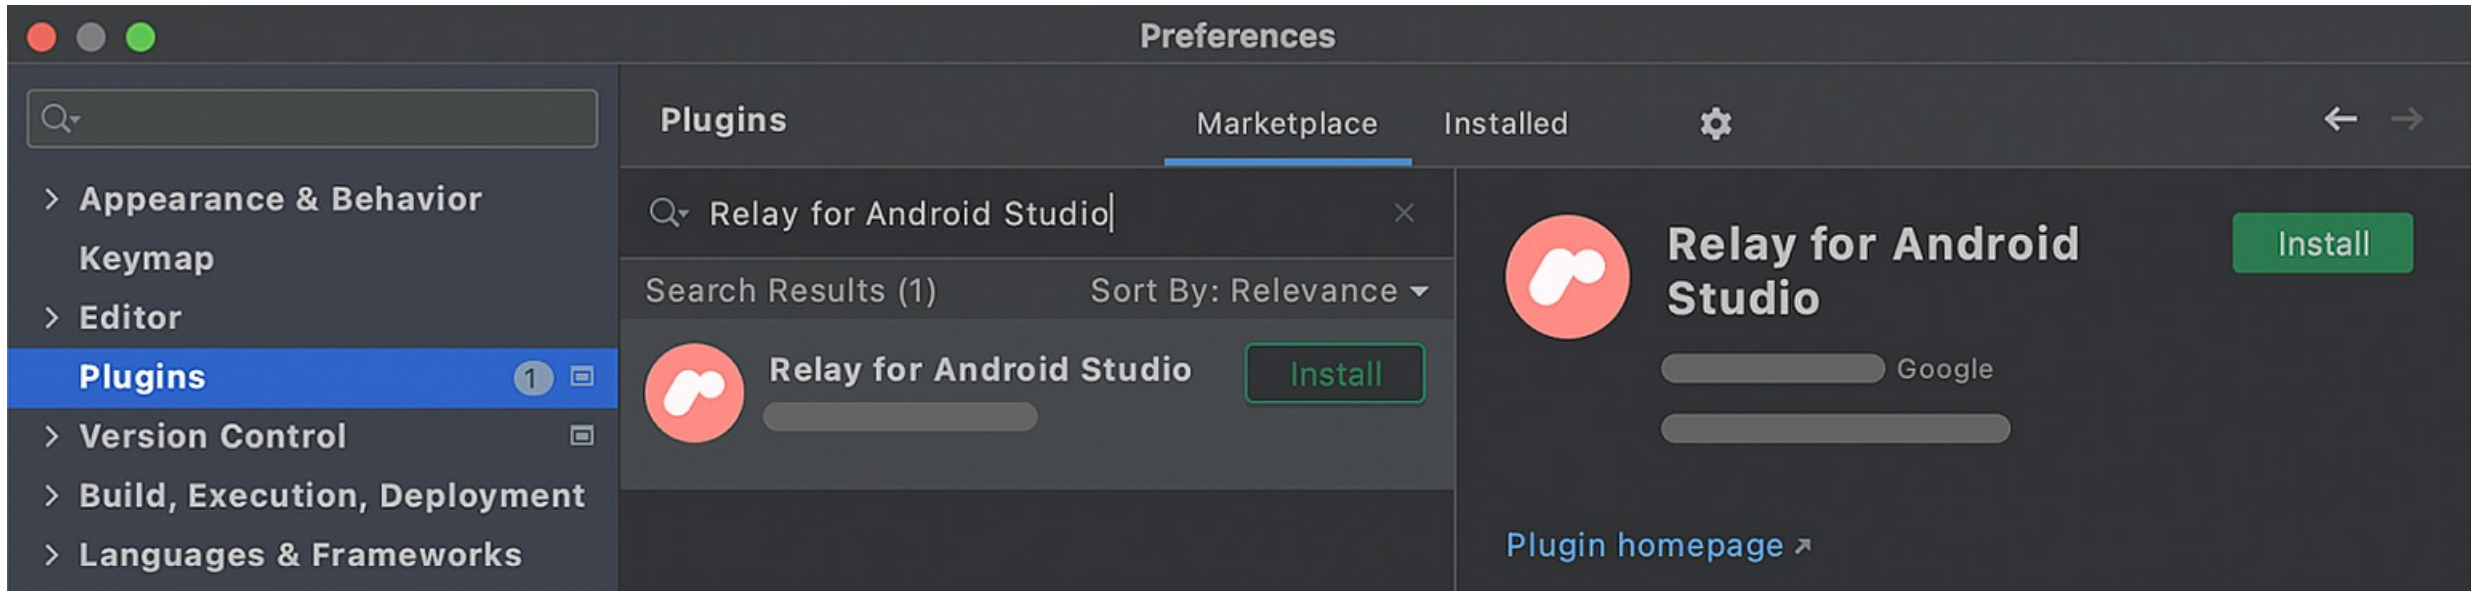 Preferences
Appearance & Behavior
Keymap
Editor
Plugins 1
Version Control
Build, Execution, Deployment
Languages & Frameworks
Plugins Marketplace Installed
Relay for Android Studio
Search Results (1) Sort By: Relevance
Relay for Android Studio Install
Relay for Android
Studio
Install
Google
Plugin homepage